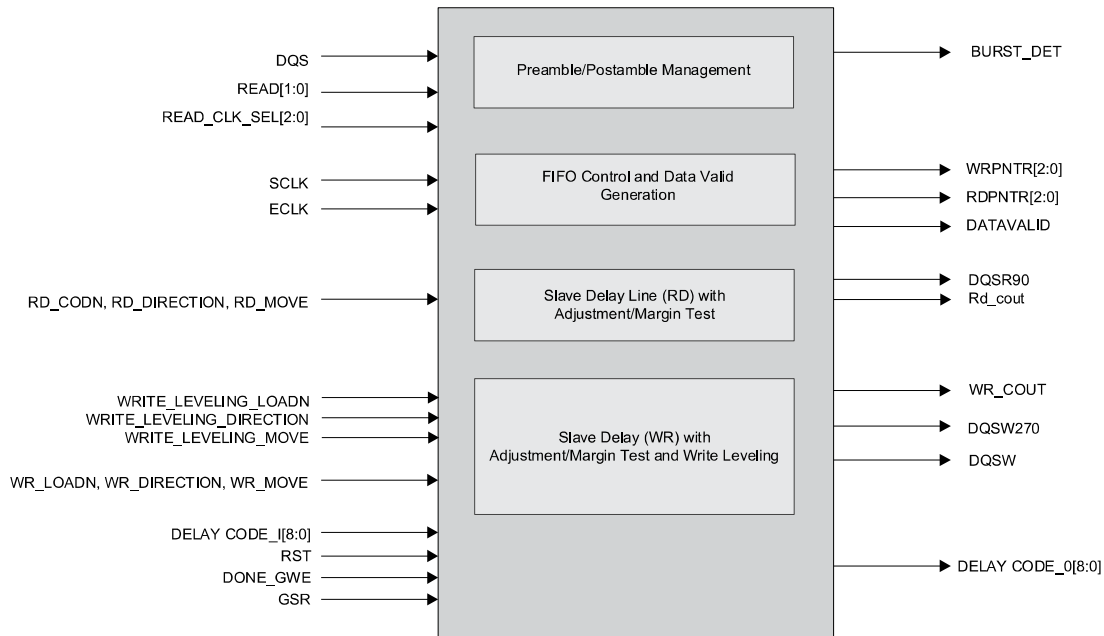 DQS
READ[1:0]
READ_CLK_SEL[2:0]
SCLK
ECLK
RD_CODN, RD_DIRECTION, RD_MOVE
WRITE_LEVELING_LOADN
WRITE_LEVELING_DIRECTION
WRITE_LEVELING_MOVE
WR_LOADN, WR_DIRECTION, WR_MOVE
DELAY CODE_I[8:0]
RST
DONE_GWE
GSR
Preamble/Postamble Management
FIFO Control and Data Valid
Generation
Slave Delay Line (RD) with
Adjustment/Margin Test
Slave Delay (WR) with
Adjustment/Margin Test and Write Leveling
BURST_DET
WRPNTR[2:0]
RDPNTR[2:0]
DATAVALID
DQSR90
Rd_cout
WR_COUT
DQSW270
DQSW
DELAY CODE_0[8:0]